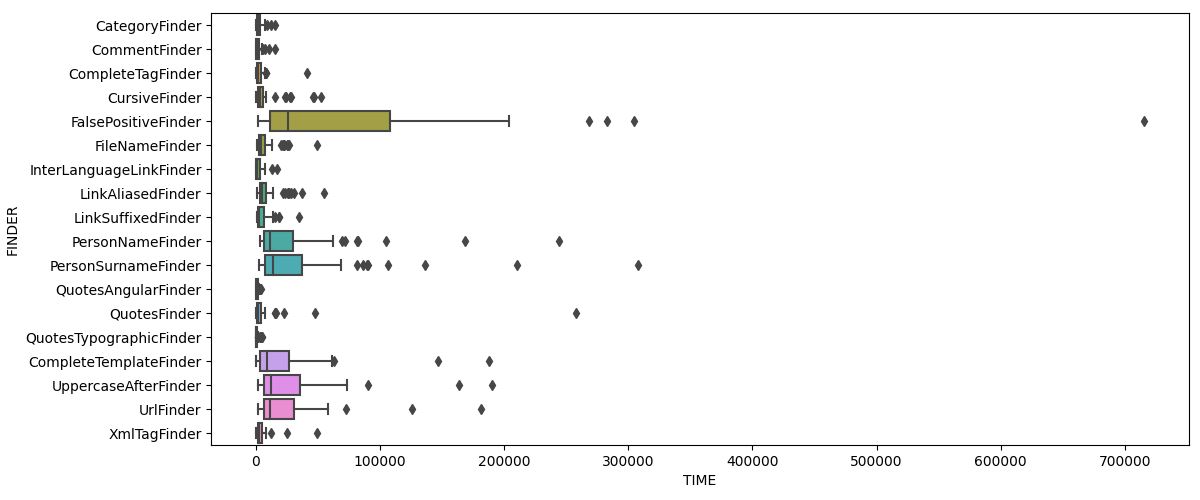 CategoryFinder
CommentFinder
CompleteTagFinder
CursiveFinder
FalsePositiveFinder
FileNameFinder
InterLanguageLinkFinder
LinkAliasedFinder
LinkSuffixedFinder
PersonNameFinder
PersonSurnameFinder
QuotesAngularFinder
QuotesFinder
QuotesTypographicFinder
CompleteTemplateFinder
UppercaseAfterFinder
UrlFinder
XmlTagFinder
FINDER
0 100000 200000 300000 400000 500000 600000 700000
TIME